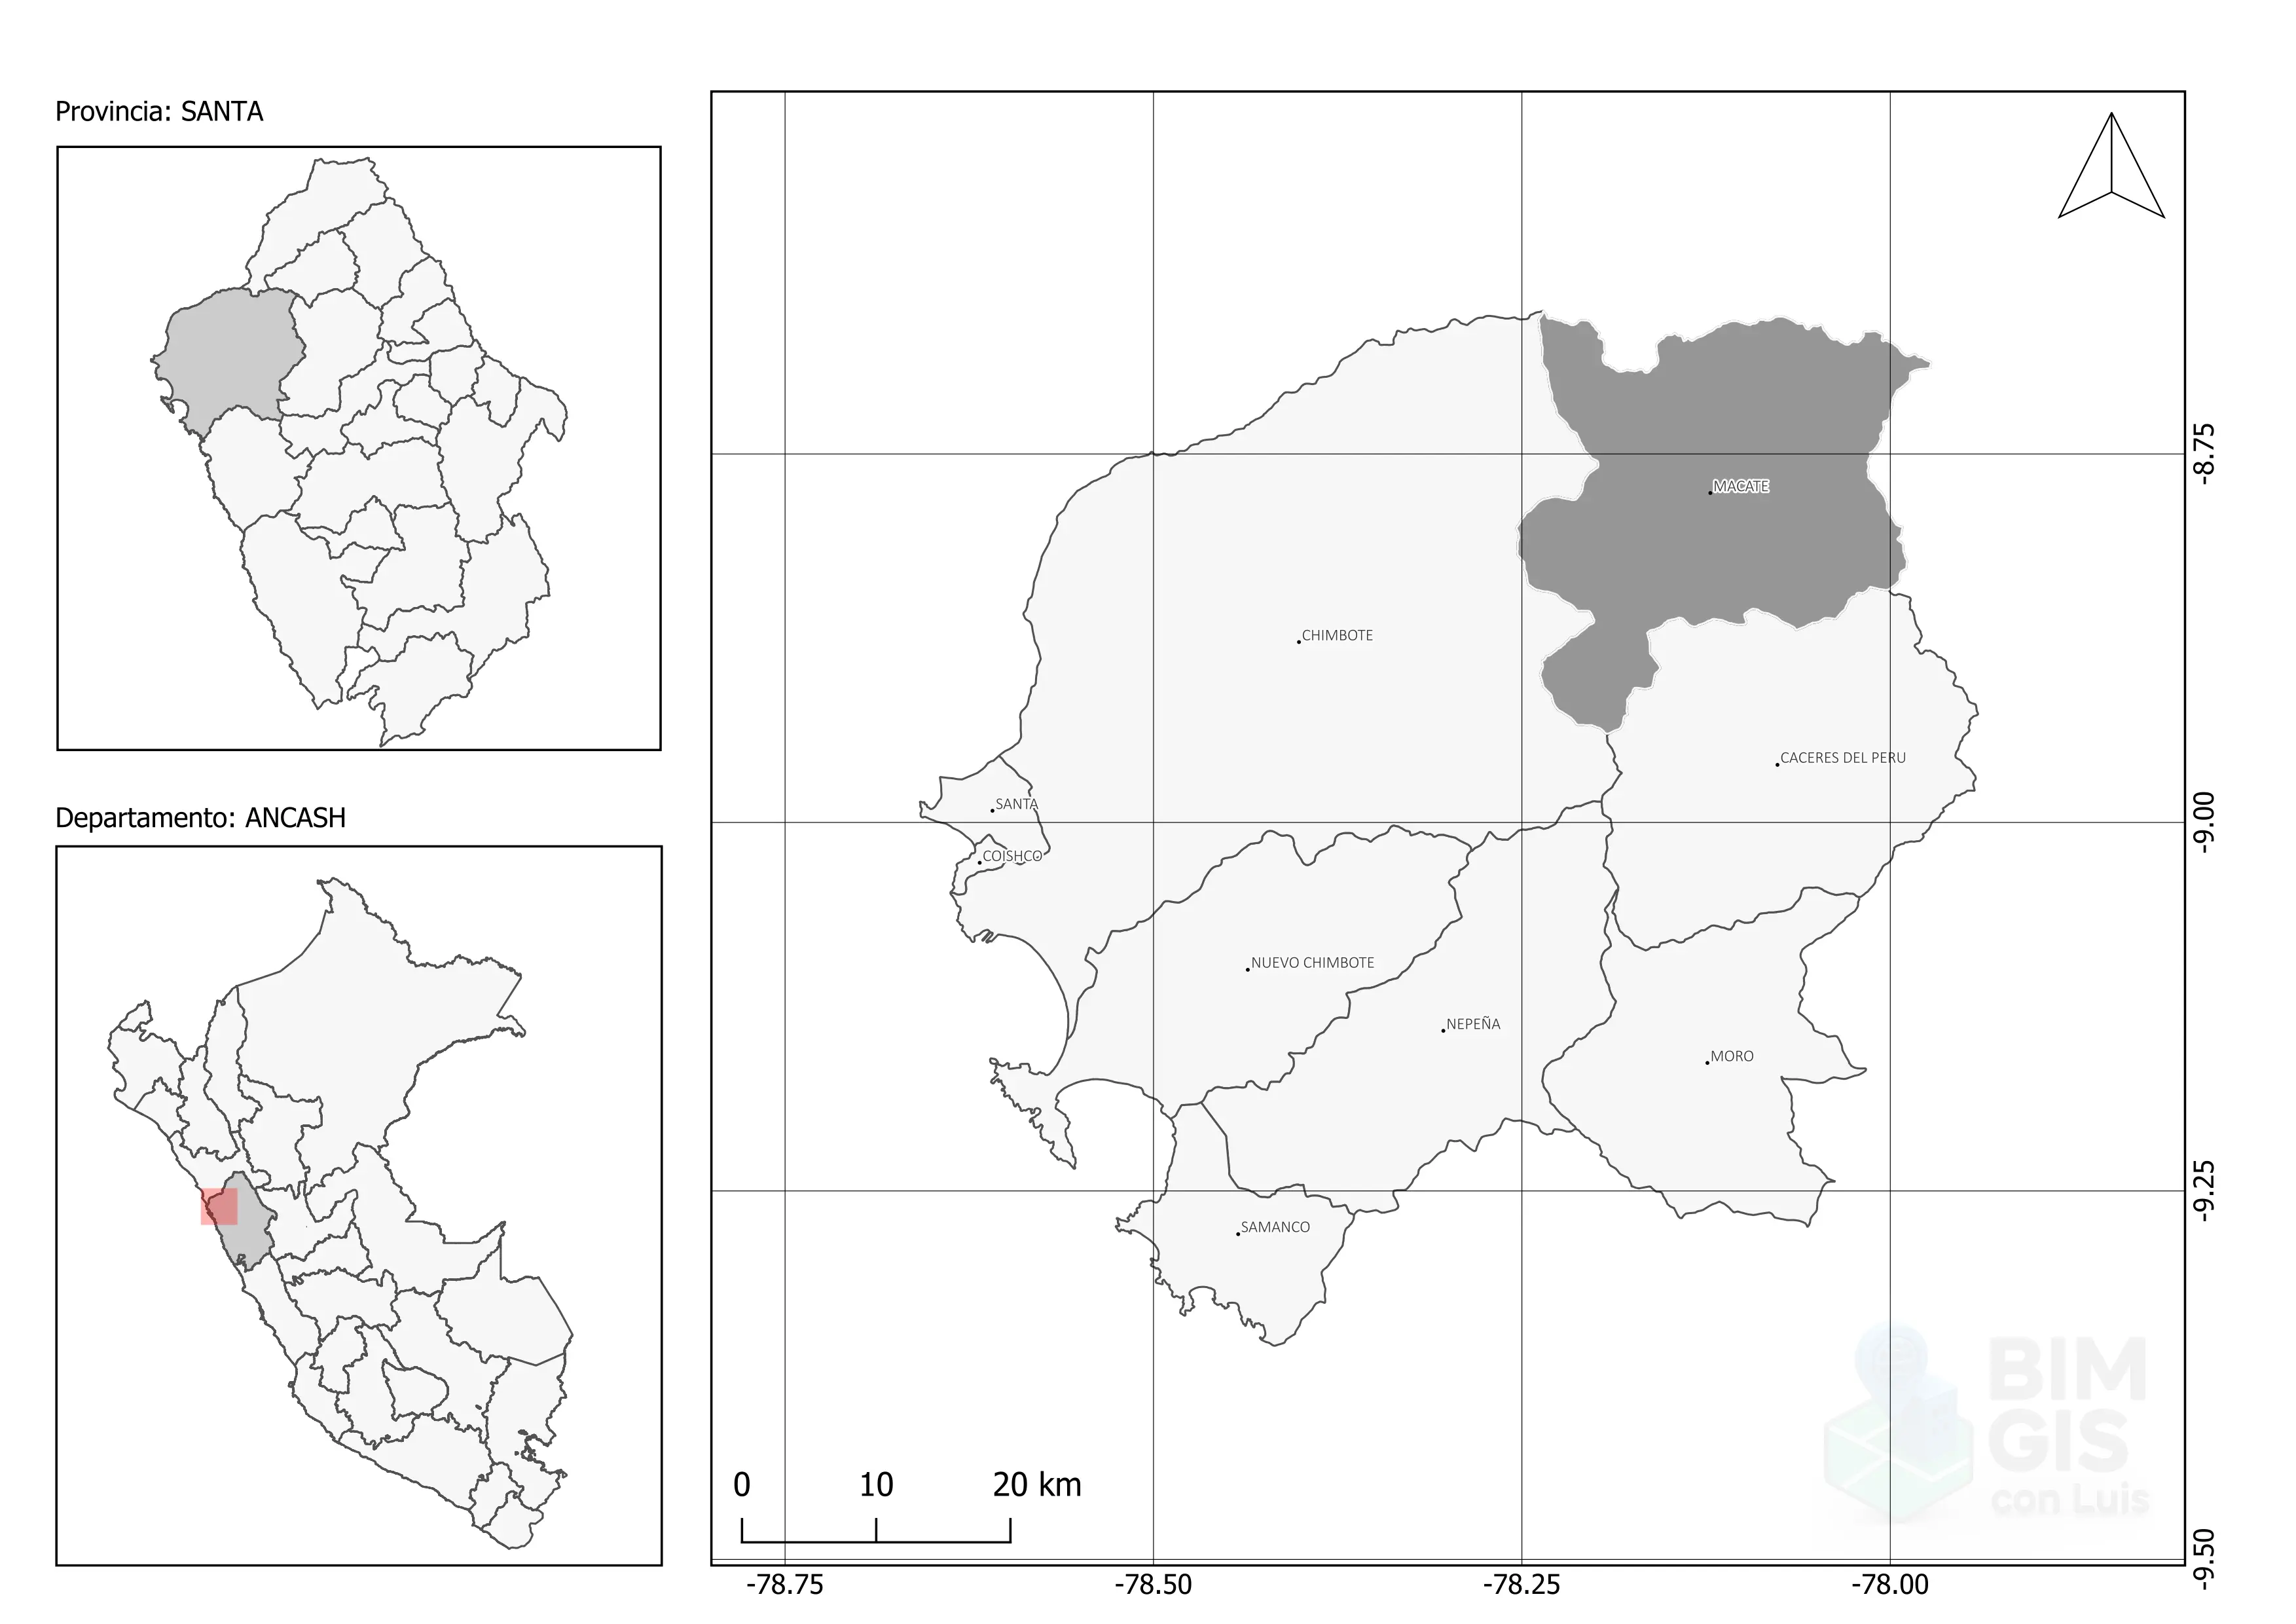 Provincia: SANTA
Departamento: ANCASH
MACATE
CHIMBOTE
CACERES DEL PERU
SANTA
COISHCO
NUEVO CHIMBOTE
NEPEÑA
MORO
SAMANCO
0 10 20 km
-8.75
-9.00
-9.25
-9.50
-78.75 -78.50 -78.25 -78.00
BIM
GIS
con Luis